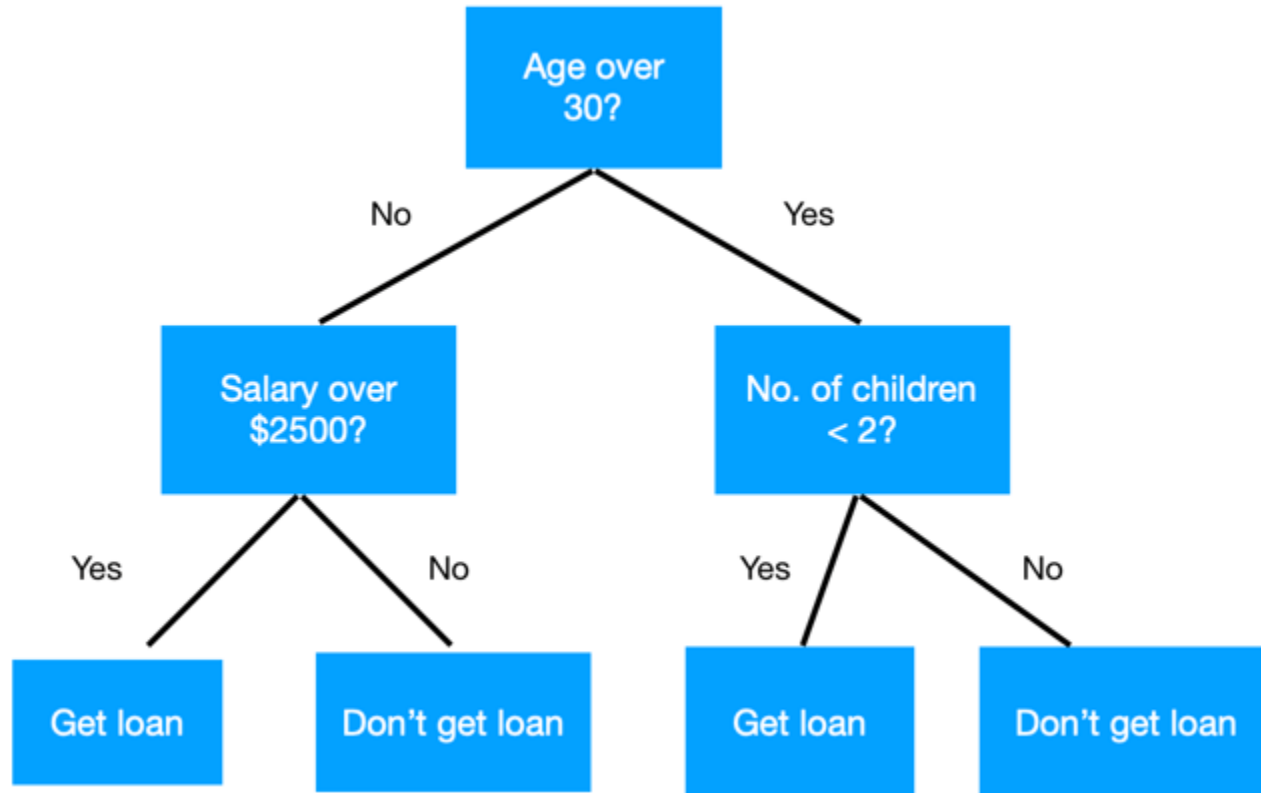 Age over
30?
No
Yes
Salary over
$2500?
No. of children
< 2?
Yes
No
Yes
No
Get loan
Don’t get loan
Get loan
Don’t get loan